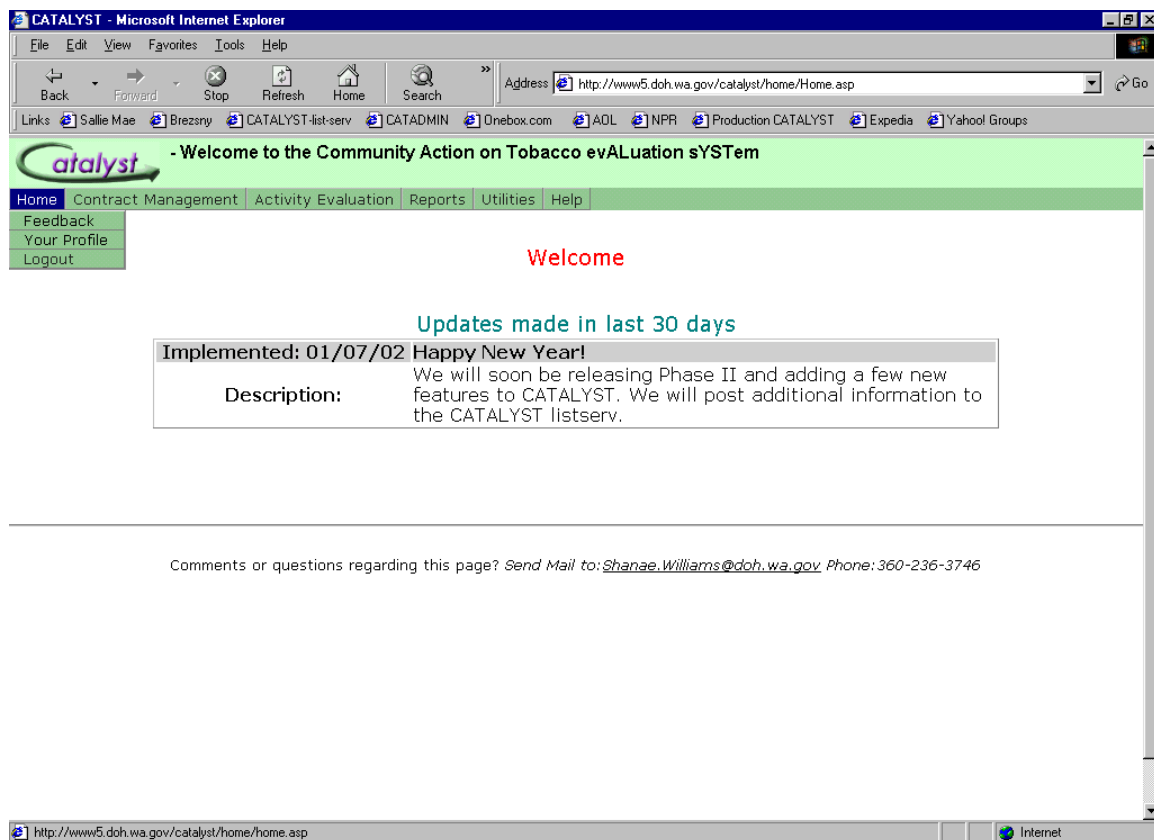 CATALYST - Microsoft Internet Explorer
File Edit View Favorites Tools Help
Back Forward Stop Refresh Home Search » Address http://www5.doh.wa.gov/catalyst/home/Home.asp Go
Links Sallie Mae Brezsny CATALYST-list-serv CATADMIN Onebox.com AOL NPR Production CATALYST Expedia Yahoo! Groups
Catalyst - Welcome to the Community Action on Tobacco evALuation sYSTem
Home Contract Management Activity Evaluation Reports Utilities Help
Feedback
Your Profile
Logout
Welcome
Updates made in last 30 days
Implemented: 01/07/02 Happy New Year!
Description: We will soon be releasing Phase II and adding a few new
features to CATALYST. We will post additional information to
the CATALYST listserv.
Comments or questions regarding this page? Send Mail to: Shanae.Williams@doh.wa.gov Phone: 360-236-3746
http://www5.doh.wa.gov/catalyst/home/home.asp Internet